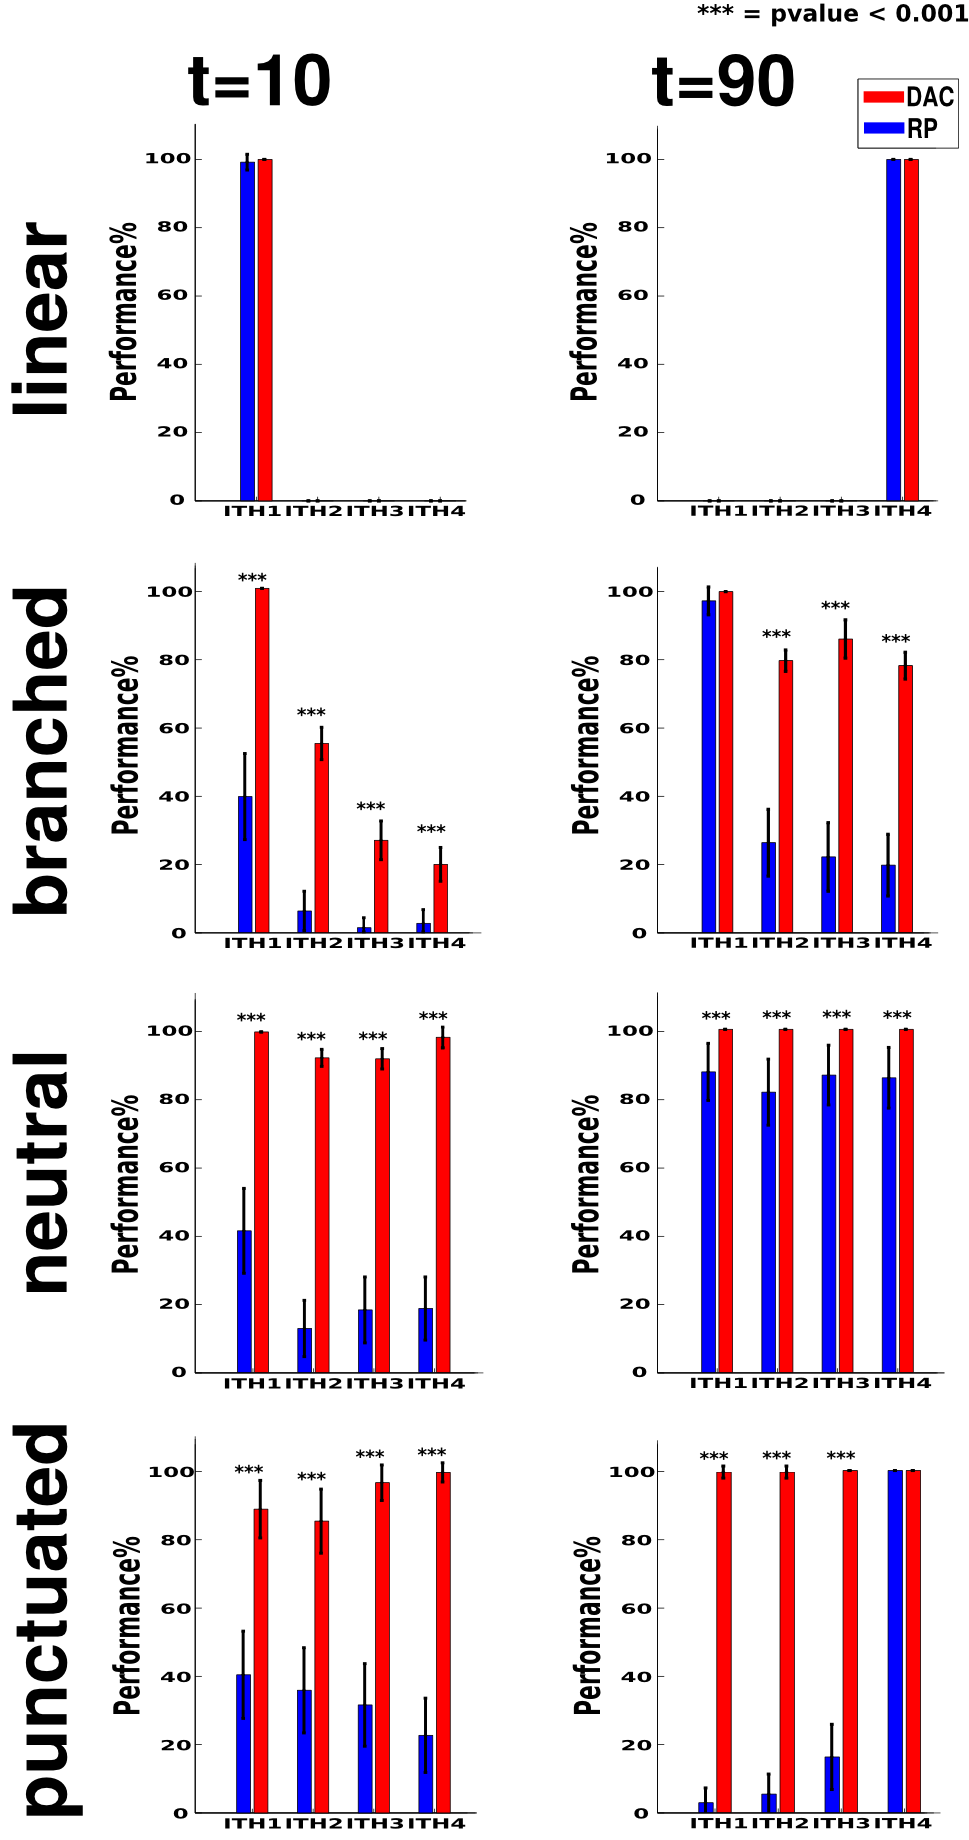 *** = pvalue < 0.001
t=10
t=90
DAC
RP
linear
Performance%
100
80
60
40
20
0
ITH1 ITH2 ITH3 ITH4
Performance%
100
80
60
40
20
0
ITH1 ITH2 ITH3 ITH4
branched
Performance%
100
80
60
40
20
0
*** *** *** ***
ITH1 ITH2 ITH3 ITH4
Performance%
100
80
60
40
20
0
*** *** ***
ITH1 ITH2 ITH3 ITH4
neutral
Performance%
100
80
60
40
20
0
*** *** *** ***
ITH1 ITH2 ITH3 ITH4
Performance%
100
80
60
40
20
0
*** *** *** ***
ITH1 ITH2 ITH3 ITH4
punctuated
Performance%
100
80
60
40
20
0
*** *** *** ***
ITH1 ITH2 ITH3 ITH4
Performance%
100
80
60
40
20
0
*** *** ***
ITH1 ITH2 ITH3 ITH4